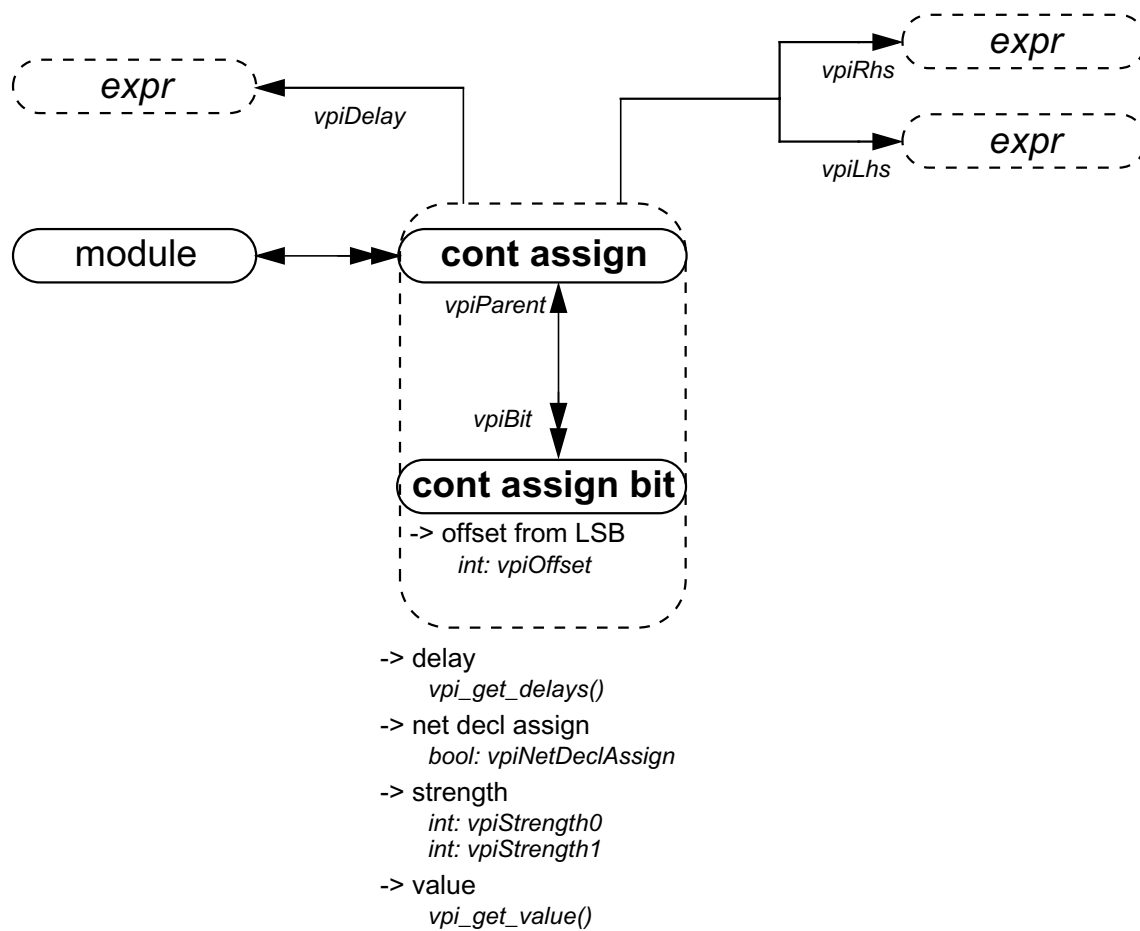 expr
vpiRhs
expr
vpiDelay
expr
vpiLhs
module
cont assign
vpiParent
vpiBit
cont assign bit
-> offset from LSB
int: vpiOffset
-> delay
vpi_get_delays()
-> net decl assign
bool: vpiNetDeclAssign
-> strength
int: vpiStrength0
int: vpiStrength1
-> value
vpi_get_value()